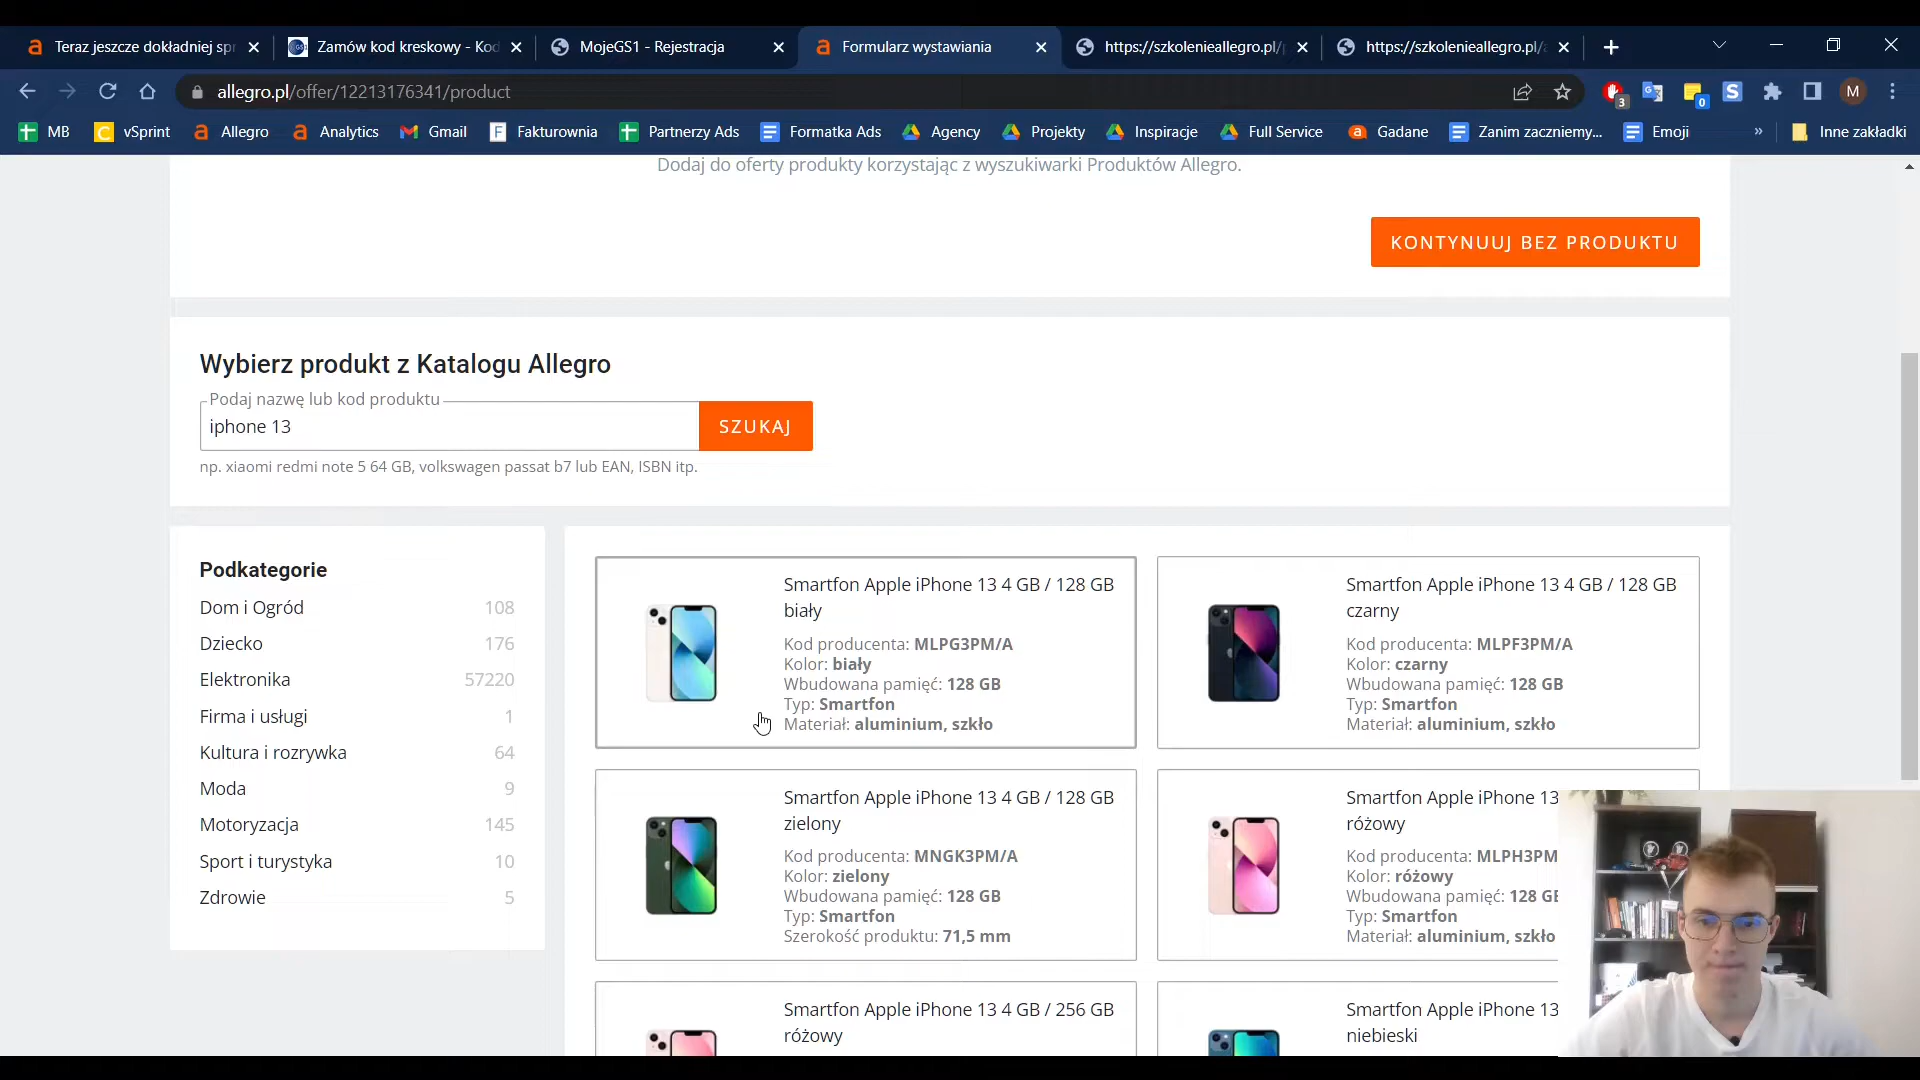 Teraz jeszcze dokładniej spr
Zamów kod kreskowy - Kod
MojeGS1 - Rejestracja
Formularz wystawiania
https://szkolenieallegro.pl/
https://szkolenieallegro.pl/
allegro.pl/offer/12213176341/product
3
0
S
M
MB
vSprint
Allegro
Analytics
Gmail
Fakturownia
Partnerzy Ads
Formatka Ads
Agency
Projekty
Inspiracje
Full Service
Gadane
Zanim zaczniemy...
Emoji
»
Inne zakładki
Dodaj do oferty produkty korzystając z wyszukiwarki Produktów Allegro.
KONTYNUUJ BEZ PRODUKTU
Wybierz produkt z Katalogu Allegro
Podaj nazwę lub kod produktu
iphone 13
SZUKAJ
np. xiaomi redmi note 5 64 GB, volkswagen passat b7 lub EAN, ISBN itp.
Podkategorie
Dom i Ogród 108
Dziecko 176
Elektronika 57220
Firma i usługi 1
Kultura i rozrywka 64
Moda 9
Motoryzacja 145
Sport i turystyka 10
Zdrowie 5
Smartfon Apple iPhone 13 4 GB / 128 GB
biały
Kod producenta: MLPG3PM/A
Kolor: biały
Wbudowana pamięć: 128 GB
Typ: Smartfon
Materiał: aluminium, szkło
Smartfon Apple iPhone 13 4 GB / 128 GB
czarny
Kod producenta: MLPF3PM/A
Kolor: czarny
Wbudowana pamięć: 128 GB
Typ: Smartfon
Materiał: aluminium, szkło
Smartfon Apple iPhone 13 4 GB / 128 GB
zielony
Kod producenta: MNGK3PM/A
Kolor: zielony
Wbudowana pamięć: 128 GB
Typ: Smartfon
Szerokość produktu: 71,5 mm
Smartfon Apple iPhone 13
różowy
Kod producenta: MLPH3PM
Kolor: różowy
Wbudowana pamięć: 128 GB
Typ: Smartfon
Materiał: aluminium, szkło
Smartfon Apple iPhone 13 4 GB / 256 GB
różowy
Smartfon Apple iPhone 13
niebieski